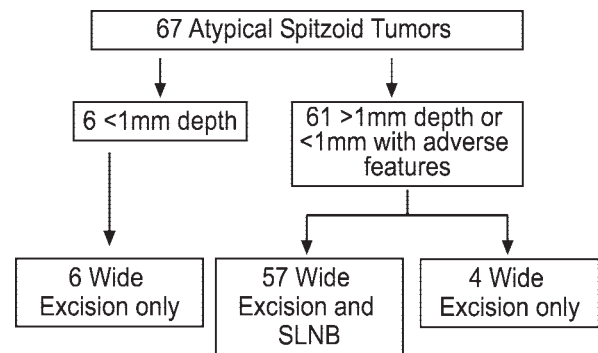 67 Atypical Spitzoid Tumors
6 <1mm depth
61 >1mm depth or
<1mm with adverse
features
6 Wide
Excision only
57 Wide
Excision and
SLNB
4 Wide
Excision only